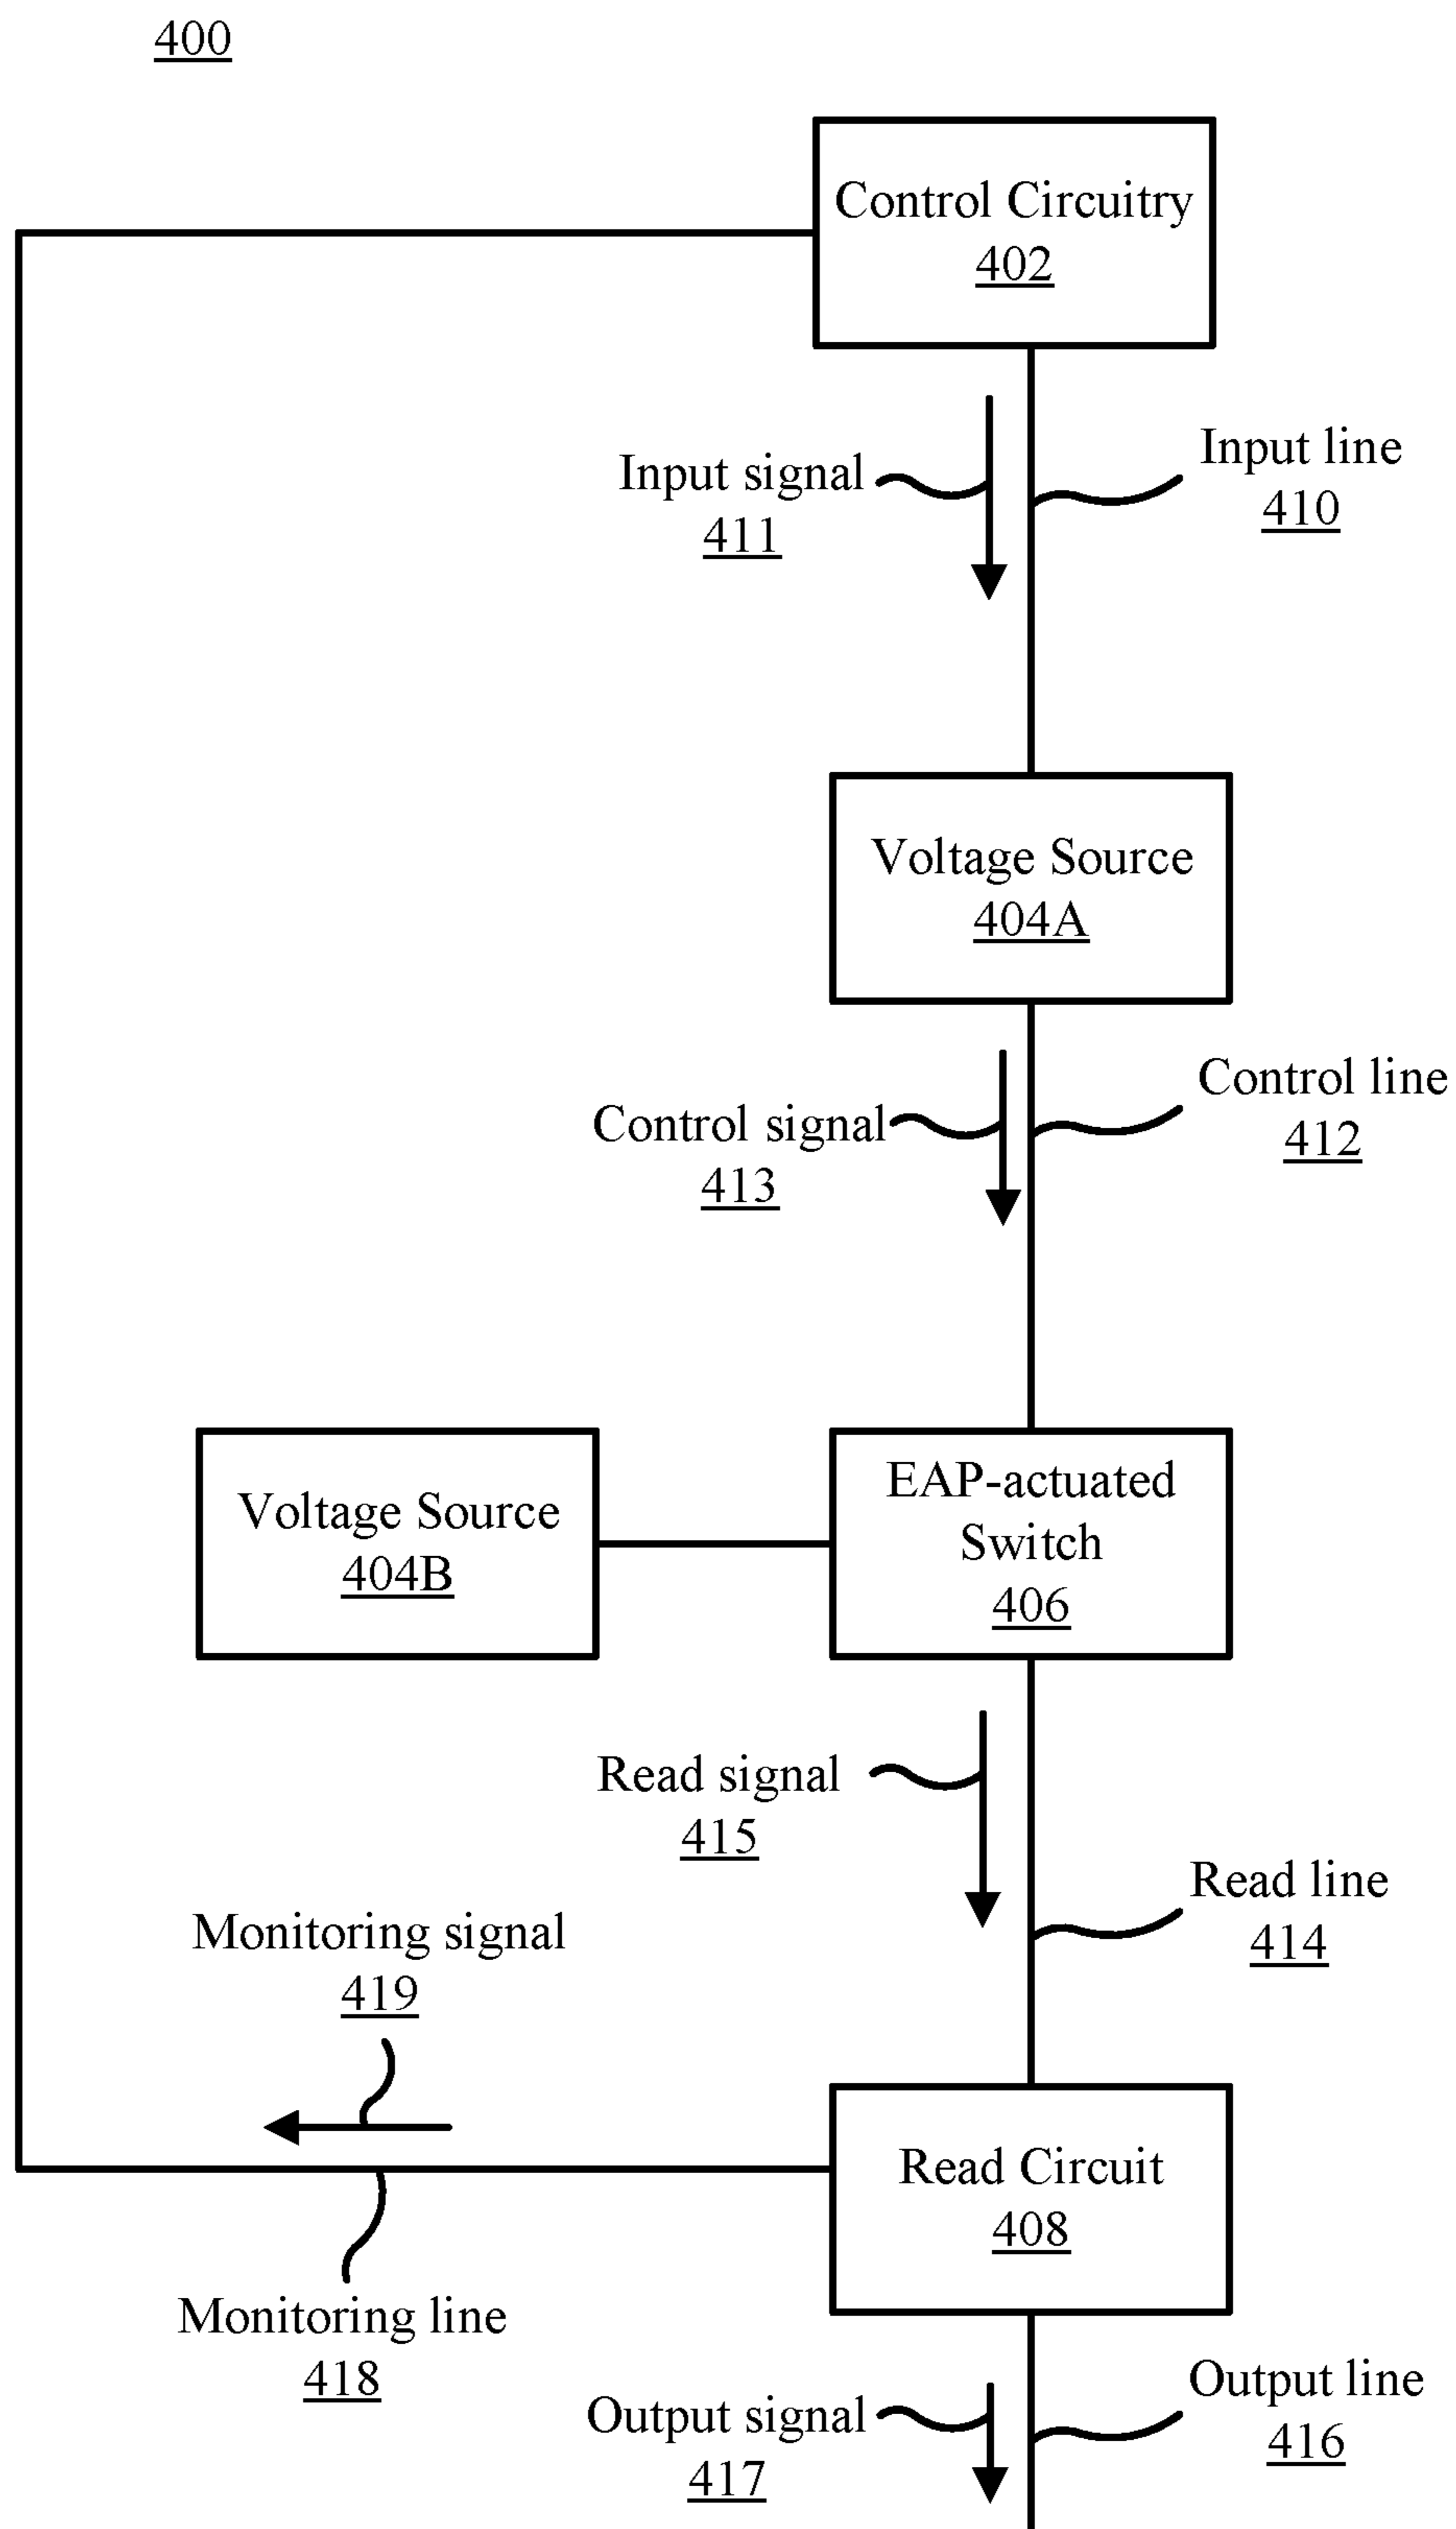 400
Control Circuitry
402
Input signal
411
Input line
410
Voltage Source
404A
Control signal
413
Control line
412
Voltage Source
404B
EAP-actuated
Switch
406
Read signal
415
Read line
414
Monitoring signal
419
Read Circuit
408
Monitoring line
418
Output signal
417
Output line
416